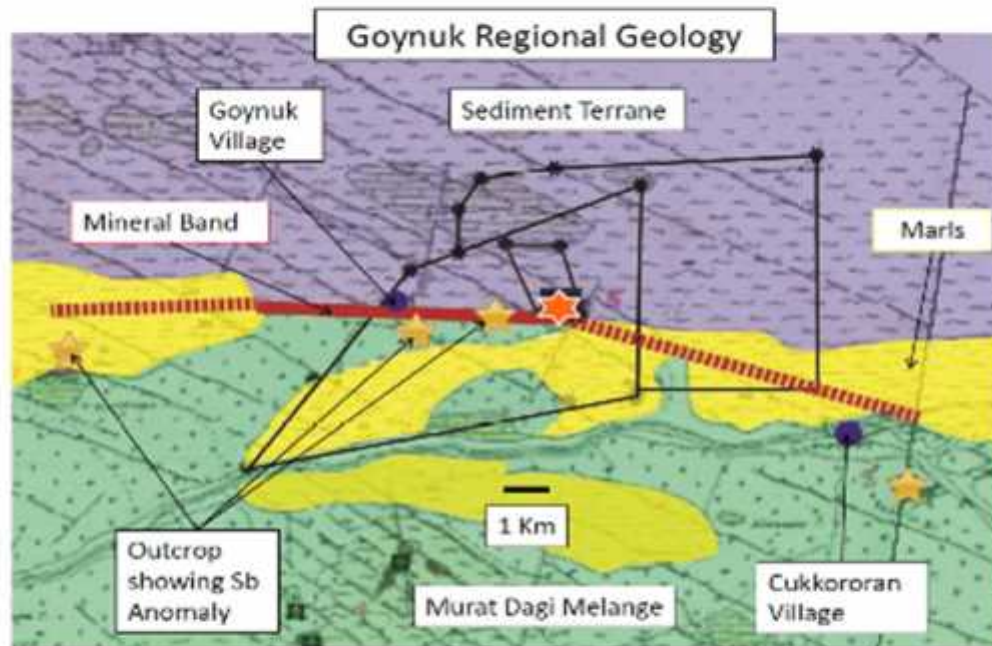 Goynuk Regional Geology
Goynuk
Village
Sediment Terrane
Mineral Band
Marls
1 Km
Outcrop
showing Sb
Anomaly
Murat Dagi Melange
Cukkororan
Village